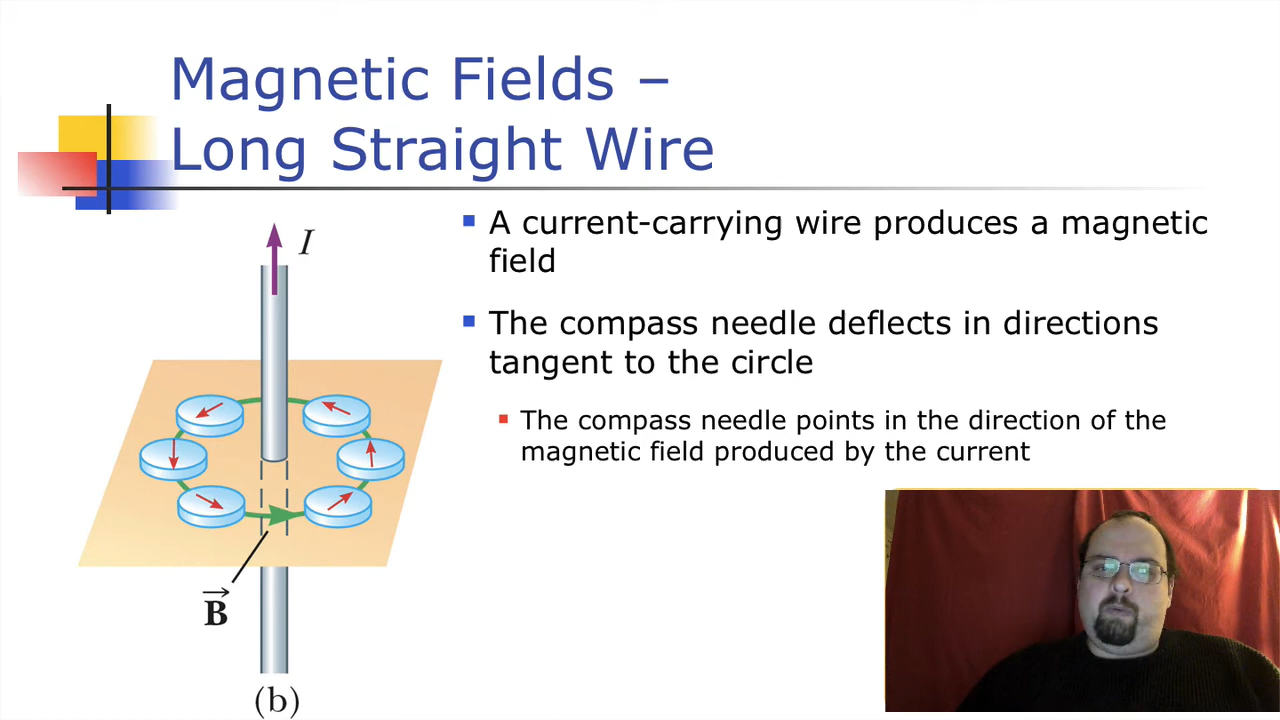 Magnetic Fields –
Long Straight Wire
I
A current-carrying wire produces a magnetic
field
The compass needle deflects in directions
tangent to the circle
The compass needle points in the direction of the
magnetic field produced by the current
B
(b)